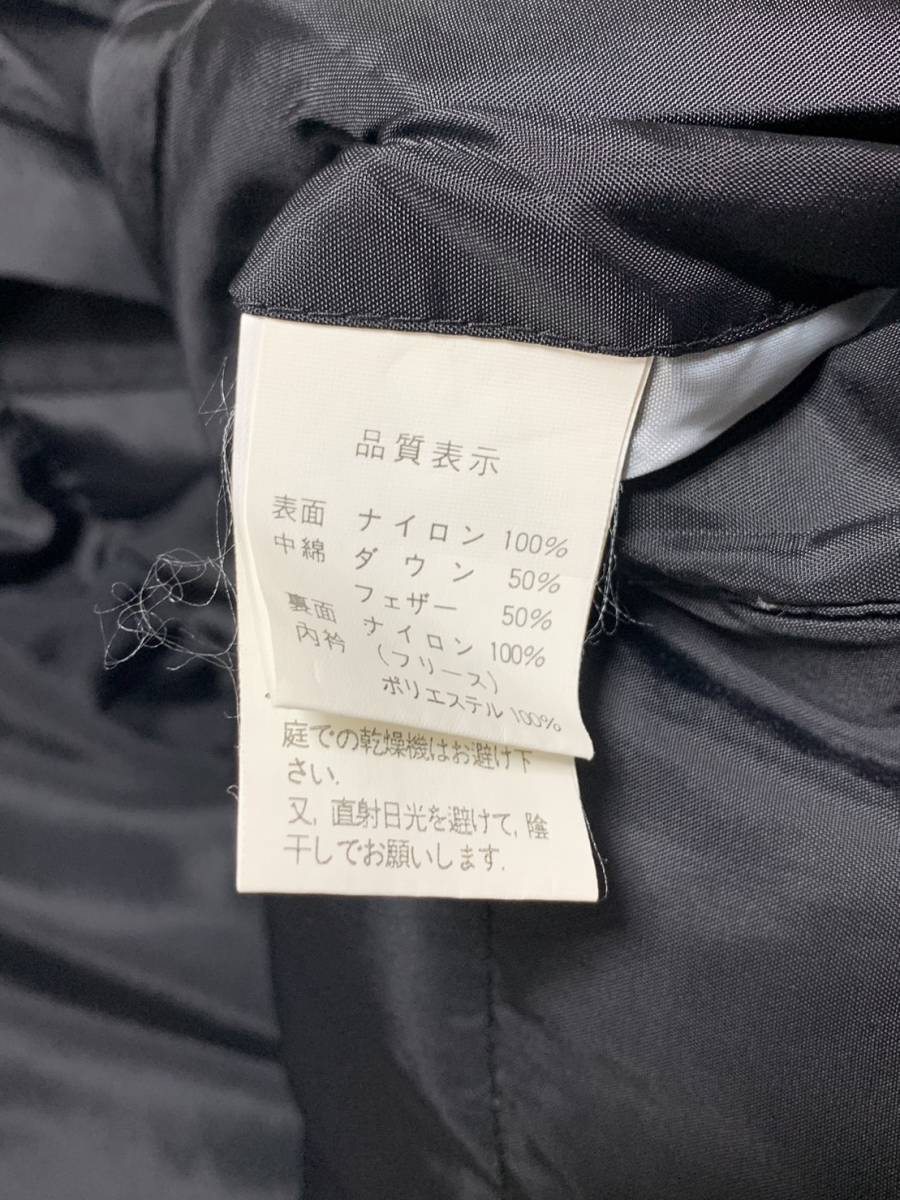 品質表示
表面 ナイロン 100%
中綿 ダウン 50%
フェザー 50%
裏面 ナイロン 100%
内衿 (フリース)
ポリエステル 100%
庭での乾燥機はお避け下
さい.
又, 直射日光を避けて, 陰
干しでお願いします.